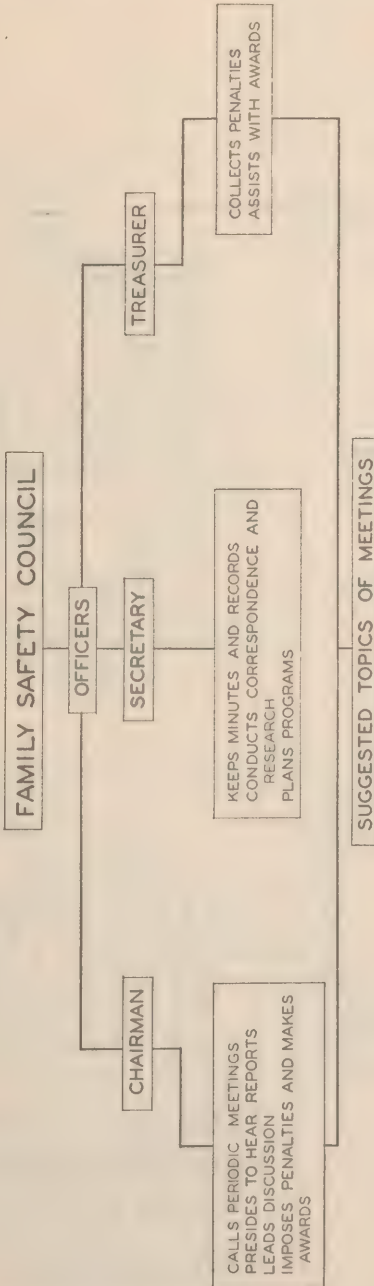 FAMILY SAFETY COUNCIL
OFFICERS
CHAIRMAN
SECRETARY
TREASURER
CALLS PERIODIC MEETINGS
PRESIDES TO HEAR REPORTS
LEADS DISCUSSION
IMPOSES PENALTIES AND MAKES
AWARDS
KEEPS MINUTES AND RECORDS
CONDUCTS CORRESPONDENCE AND
RESEARCH
PLANS PROGRAMS
COLLECTS PENALTIES
ASSISTS WITH AWARDS
SUGGESTED TOPICS OF MEETINGS